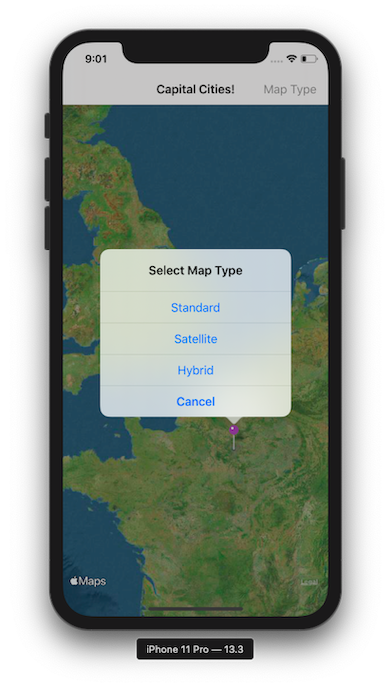 9:01
Capital Cities!
Map Type
Select Map Type
Standard
Satellite
Hybrid
Cancel
Maps
Legal
iPhone 11 Pro — 13.3